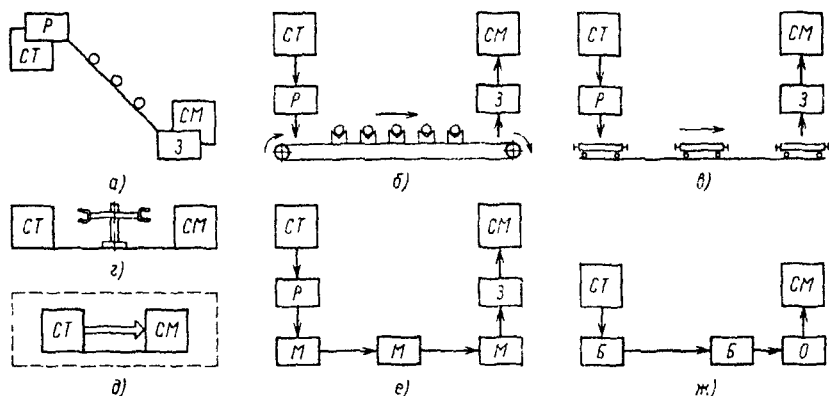 Р
СТ
СМ
З
а)
СТ
Р
СМ
З
б)
СТ
Р
СМ
З
в)
СТ
СМ
г)
СТ
СМ
д)
СТ
Р
М
М
М
З
СМ
е)
СТ
Б
Б
О
СМ
ж)